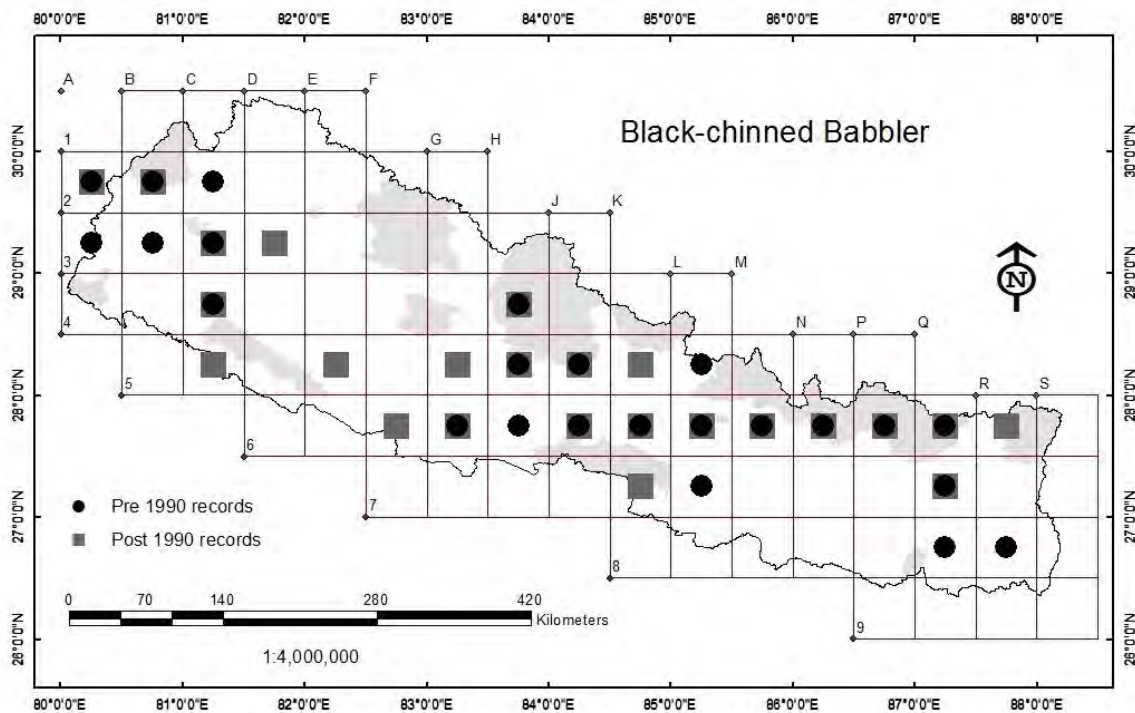 80°0'0"E 81°0'0"E 82°0'0"E 83°0'0"E 84°0'0"E 85°0'0"E 86°0'0"E 87°0'0"E 88°0'0"E
A B C D E F
Black-chinned Babbler
1 G H
30°0'0"N 30°0'0"N
2 J K
3 L M
29°0'0"N 29°0'0"N
N
4 N P Q
5 R S
28°0'0"N 28°0'0"N
6
Pre 1990 records
7
27°0'0"N 27°0'0"N
Post 1990 records
8
0 70 140 280 420
Kilometers
9
26°0'0"N 26°0'0"N
1:4,000,000
80°0'0"E 81°0'0"E 82°0'0"E 83°0'0"E 84°0'0"E 85°0'0"E 86°0'0"E 87°0'0"E 88°0'0"E